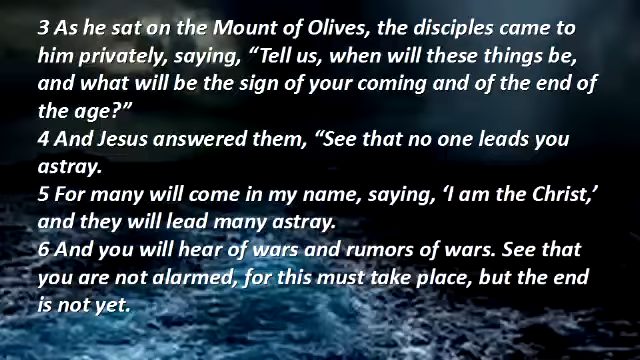 3 As he sat on the Mount of Olives, the disciples came to
him privately, saying, “Tell us, when will these things be,
and what will be the sign of your coming and of the end of
the age?”
4 And Jesus answered them, “See that no one leads you
astray.
5 For many will come in my name, saying, ‘I am the Christ,’
and they will lead many astray.
6 And you will hear of wars and rumors of wars. See that
you are not alarmed, for this must take place, but the end
is not yet.